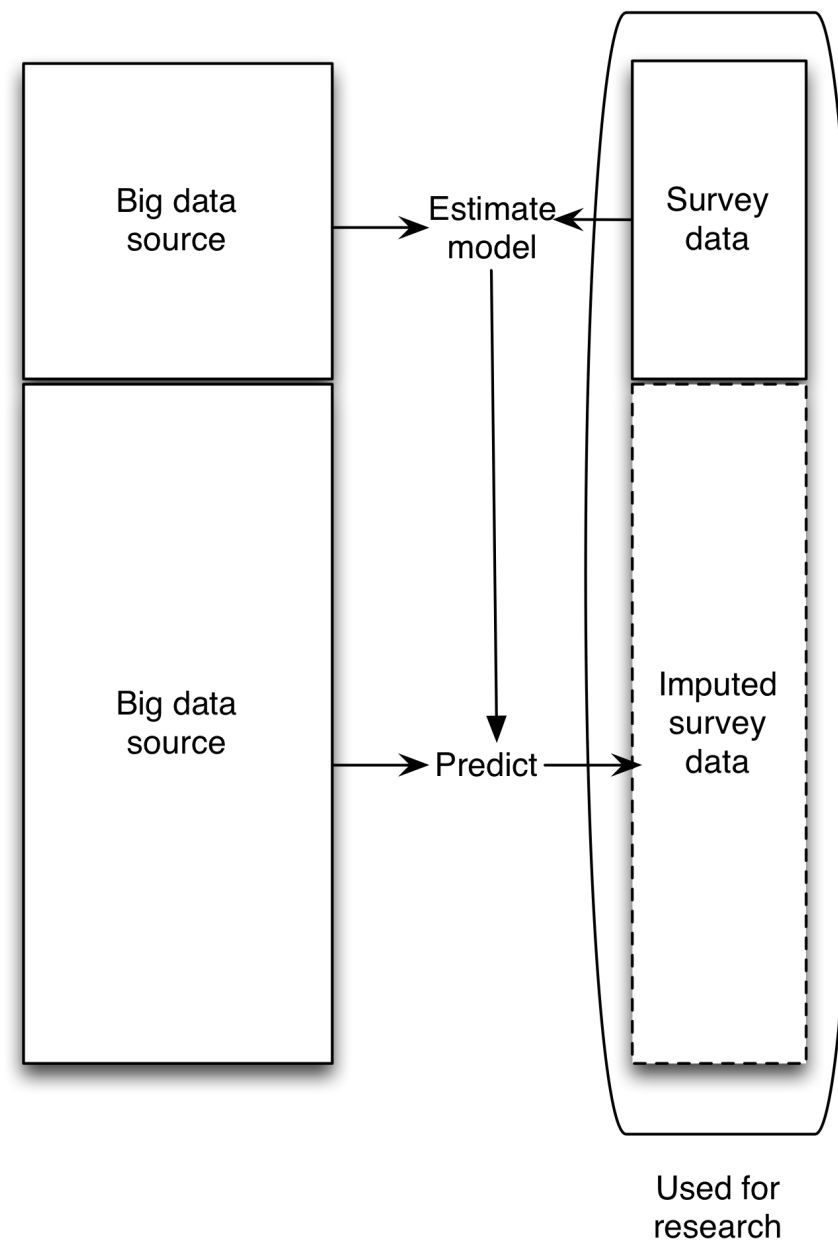 Big data
source
Estimate
model
Survey
data
Big data
source
Predict
Imputed
survey
data
Used for
research